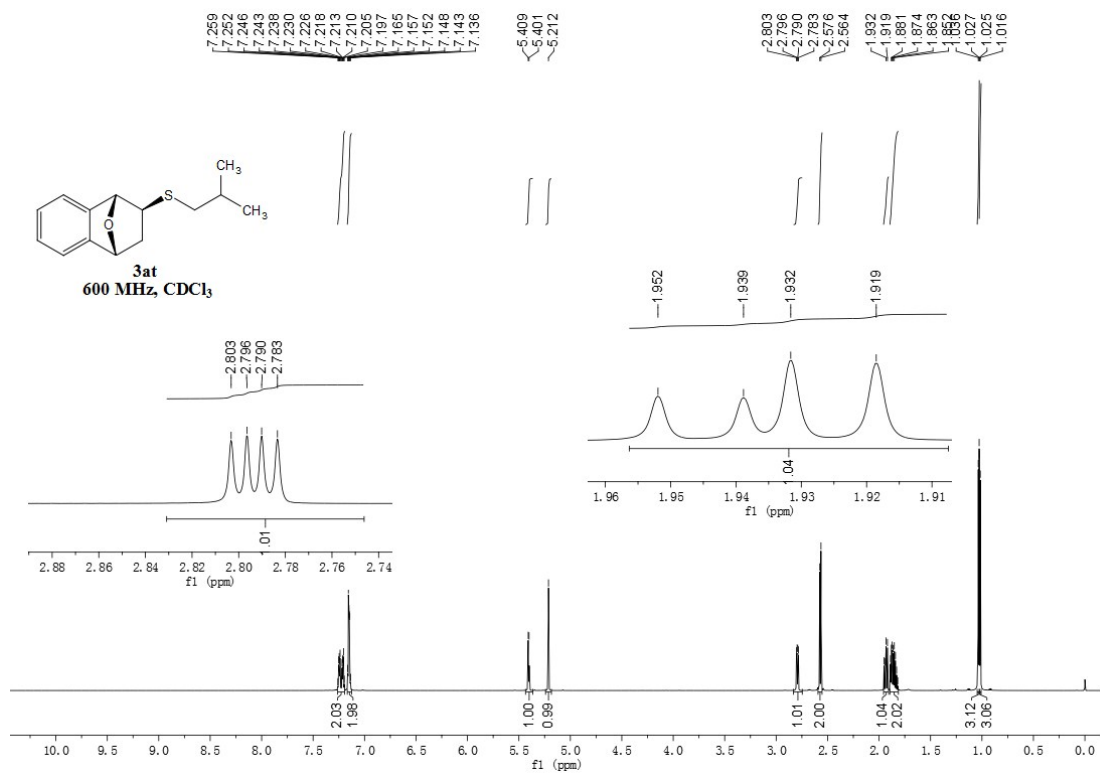 7.259 7.252 7.246 7.243 7.238 7.230 7.226 7.218 7.213 7.210 7.205 7.197 7.165 7.157 7.152 7.148 7.143 7.136 5.409 5.401 5.212 2.803 2.796 2.790 2.783 2.576 2.564 1.932 1.919 1.881 1.874 1.863 1.852 1.036 1.027 1.025 1.016
CH₃
S
CH₃
O
3at
600 MHz, CDCl₃
1.952 1.939 1.932 1.919
1.04
1.96 1.95 1.94 1.93 1.92 1.91
f1 (ppm)
2.803 2.796 2.790 2.783
1.01
2.88 2.86 2.84 2.82 2.80 2.78 2.76 2.74
f1 (ppm)
2.03 1.98 1.00 0.99 1.01 2.00 1.04 2.02 3.12 3.06
10.0 9.5 9.0 8.5 8.0 7.5 7.0 6.5 6.0 5.5 5.0 4.5 4.0 3.5 3.0 2.5 2.0 1.5 1.0 0.5 0.0
f1 (ppm)